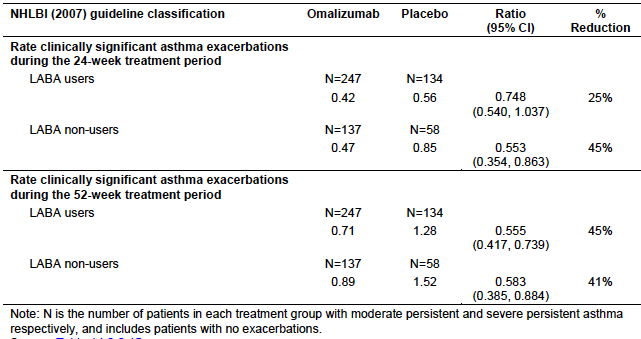 NHLBI (2007) guideline classification Omalizumab Placebo Ratio %
(95% CI) Reduction
Rate clinically significant asthma exacerbations
during the 24-week treatment period
LABA users N=247 N=134
0.42 0.56 0.748 25%
(0.540, 1.037)
LABA non-users N=137 N=58
0.47 0.85 0.553 45%
(0.354, 0.863)
Rate clinically significant asthma exacerbations
during the 52-week treatment period
LABA users N=247 N=134
0.71 1.28 0.555 45%
(0.417, 0.739)
LABA non-users N=137 N=58
0.89 1.52 0.583 41%
(0.385, 0.884)
Note: N is the number of patients in each treatment group with moderate persistent and severe persistent asthma
respectively, and includes patients with no exacerbations.